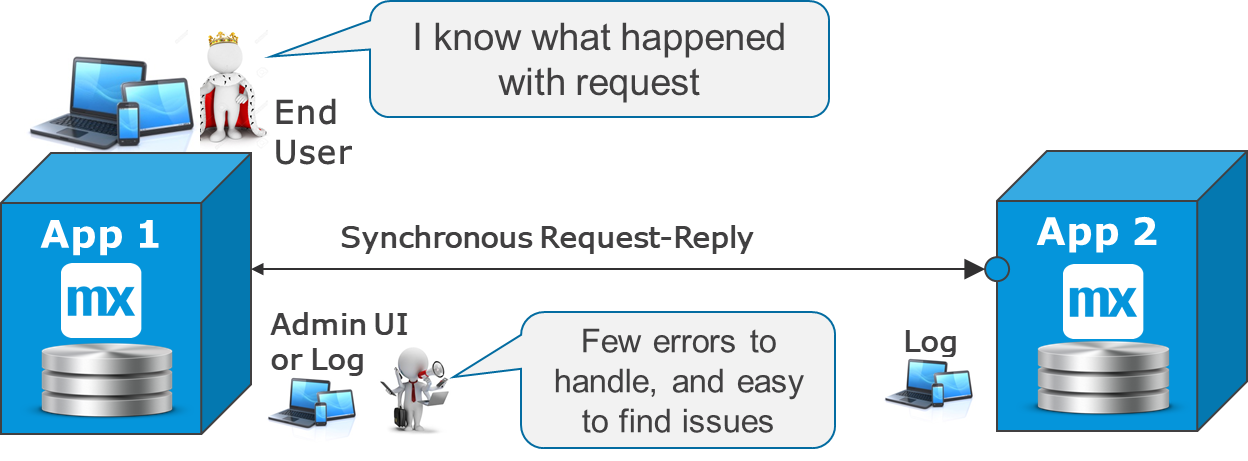 I know what happened
with request
End
User
App 1
mx
Synchronous Request-Reply
App 2
mx
Admin UI
or Log
Few errors to
handle, and easy
to find issues
Log